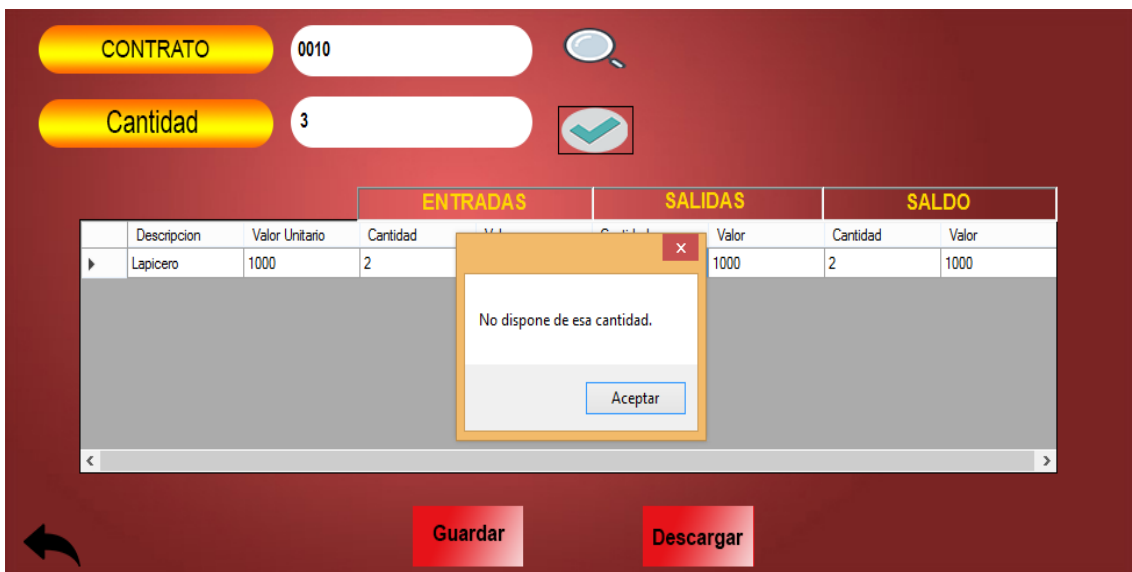 CONTRATO 0010
Cantidad 3
ENTRADAS SALIDAS SALDO
Descripcion Valor Unitario Cantidad Valor Cantidad Valor
Lapicero 1000 2 1000 2 1000
x
No dispone de esa cantidad.
Aceptar
Guardar Descargar